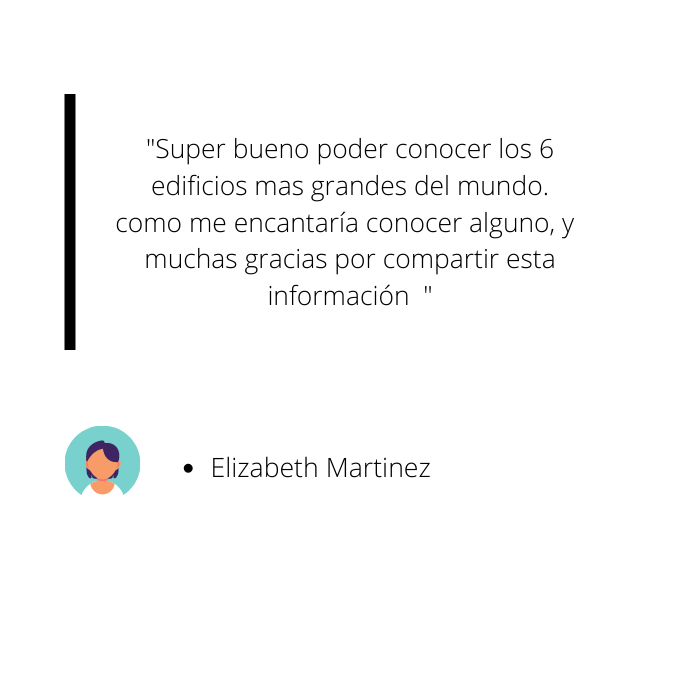 "Super bueno poder conocer los 6
edificios mas grandes del mundo.
como me encantaría conocer alguno, y
muchas gracias por compartir esta
información  "
• Elizabeth Martinez